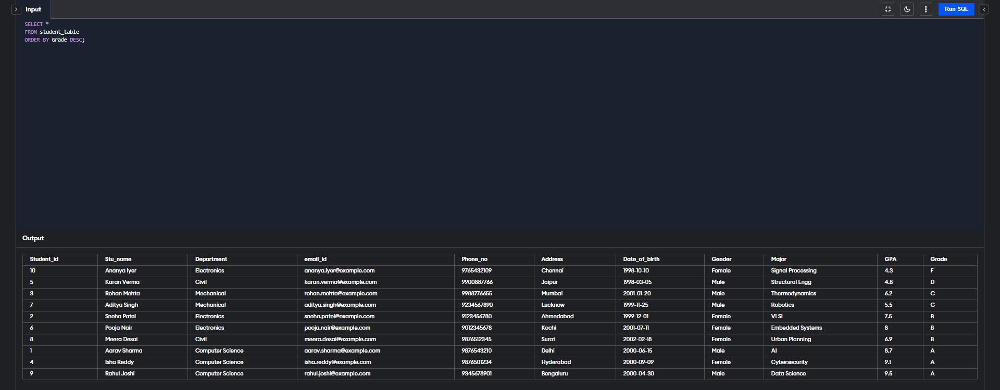 Input
Run SQL
SELECT *
FROM student_table
ORDER BY Grade DESC;
Output
Student_id Stu_name Department email_id Phone_no Address Date_of_birth Gender Major GPA Grade
10 Ananya Iyer Electronics ananya.iyer@example.com 9765432109 Chennai 1998-10-10 Female Signal Processing 4.3 F
5 Karan Verma Civil karan.verma@example.com 9900887766 Jaipur 1998-03-05 Male Structural Engg 4.8 D
3 Rohan Mehta Mechanical rohan.mehta@example.com 9988776655 Mumbai 2001-01-20 Male Thermodynamics 6.2 C
7 Aditya Singh Mechanical aditya.singh@example.com 9234567890 Lucknow 1999-11-25 Male Robotics 5.5 C
2 Sneha Patel Electronics sneha.patel@example.com 9123456780 Ahmedabad 1999-12-01 Female VLSI 7.5 B
6 Pooja Nair Electronics pooja.nair@example.com 9012345678 Kochi 2001-07-11 Female Embedded Systems 8 B
8 Meera Desai Civil meera.desai@example.com 9876512345 Surat 2002-02-18 Female Urban Planning 6.9 B
1 Aarav Sharma Computer Science aarav.sharma@example.com 9876543210 Delhi 2000-06-15 Male AI 8.7 A
4 Isha Reddy Computer Science isha.reddy@example.com 9876501234 Hyderabad 2000-09-09 Female Cybersecurity 9.1 A
9 Rahul Joshi Computer Science rahul.joshi@example.com 9345678901 Bengaluru 2000-04-30 Male Data Science 9.5 A